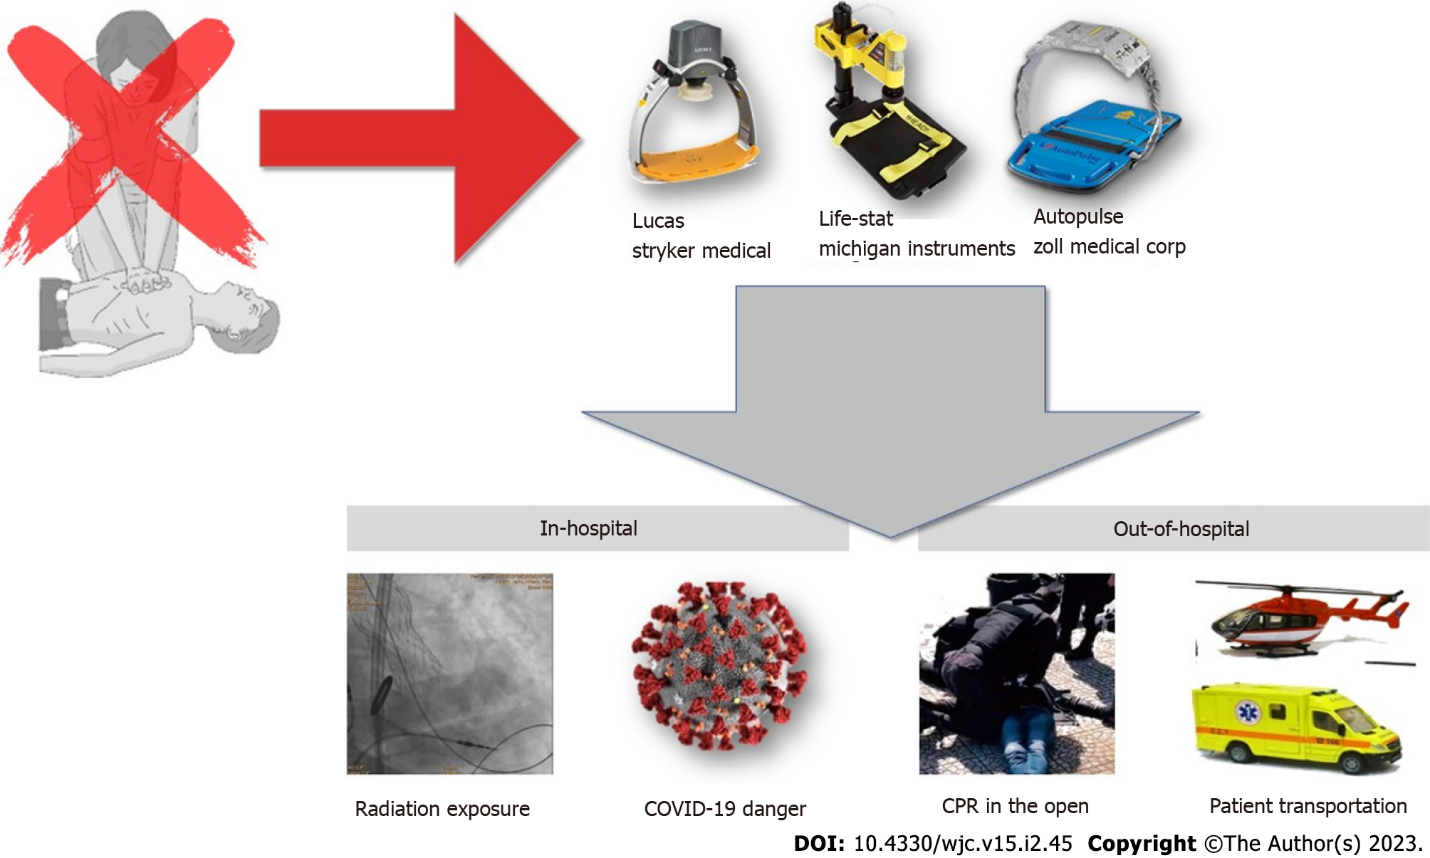 Lucas
stryker medical
Life-stat
michigan instruments
Autopulse
zoll medical corp
HEAD
AutoPulse
In-hospital
Out-of-hospital
Radiation exposure
COVID-19 danger
CPR in the open
Patient transportation
DOI: 10.4330/wjc.v15.i2.45 Copyright ©The Author(s) 2023.